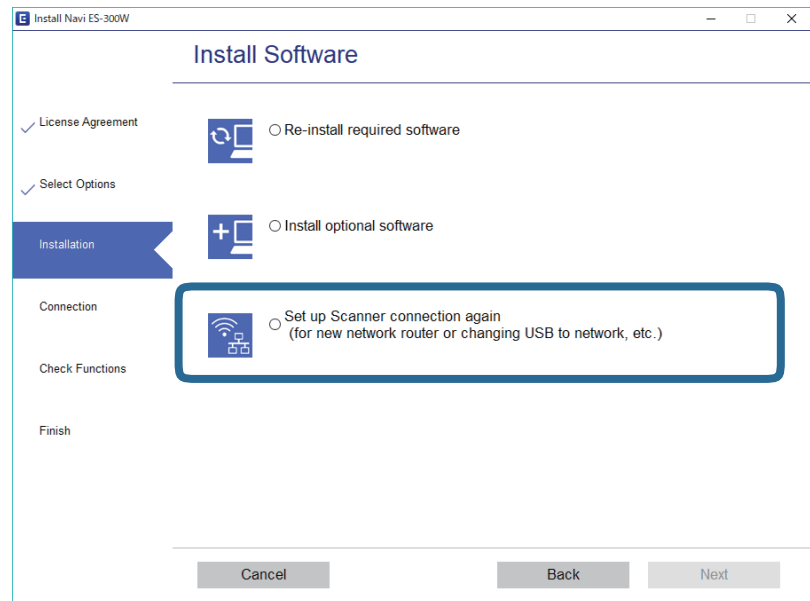 E Install Navi ES-300W
Install Software
License Agreement
Re-install required software
Select Options
Install optional software
Installation
Connection
Set up Scanner connection again
(for new network router or changing USB to network, etc.)
Check Functions
Finish
Cancel
Back
Next